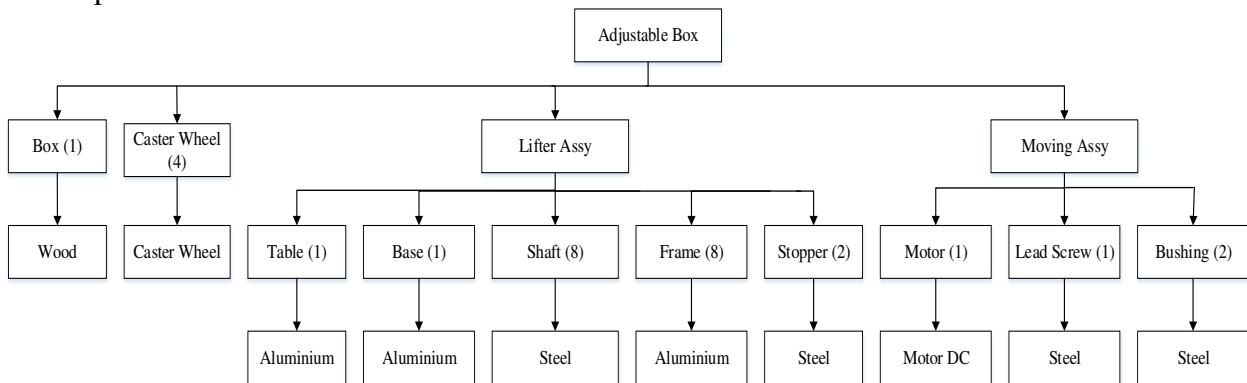 Adjustable Box
Box (1)
Caster Wheel
(4)
Lifter Assy
Moving Assy
Wood
Caster Wheel
Table (1)
Base (1)
Shaft (8)
Frame (8)
Stopper (2)
Motor (1)
Lead Screw (1)
Bushing (2)
Aluminium
Aluminium
Steel
Aluminium
Steel
Motor DC
Steel
Steel